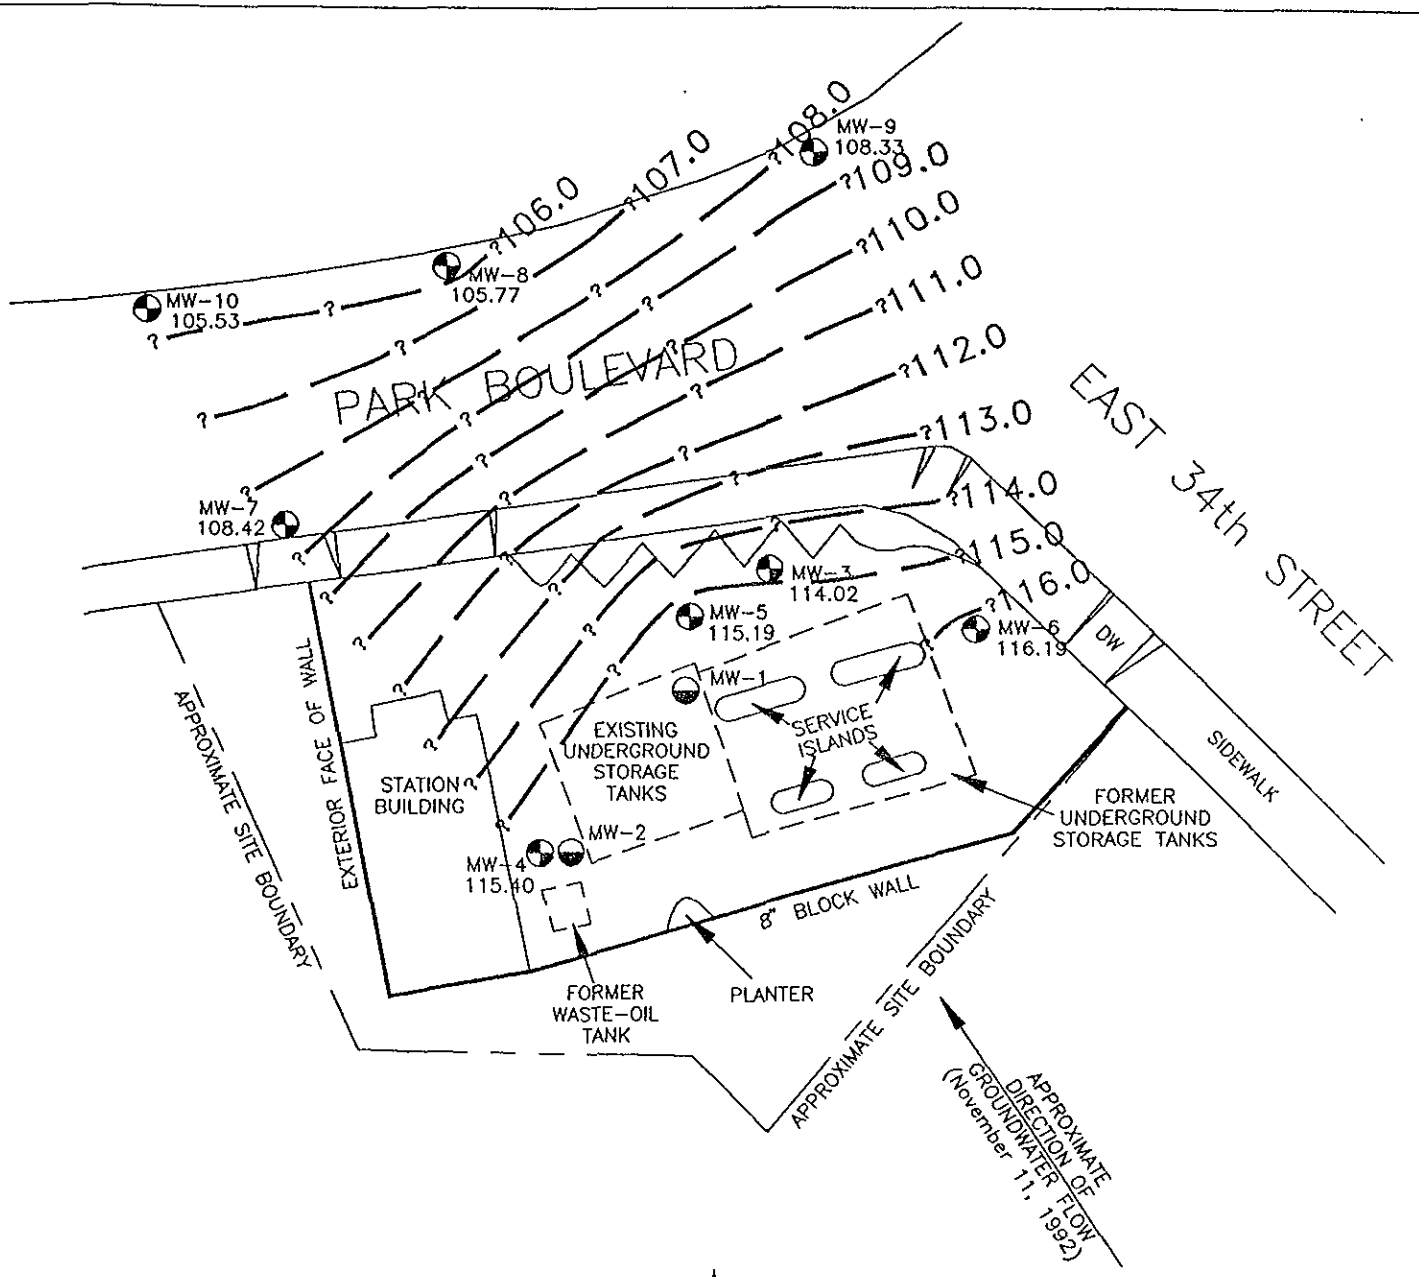 ?108.0
MW-9
108.33
?107.0
?109.0
?106.0
?110.0
MW-8
105.77
?111.0
MW-10
105.53
?
?
?
?
?
?112.0
PARK BOULEVARD
EAST 34th STREET
?
?
?
?
?113.0
?
?
?
?
?
?
?114.0
MW-7
108.42
?
?
?
?115.0
MW-3
114.02
?116.0
?
?
MW-5
115.19
MW-6
116.19
DW
?
?
?
MW-1
?
SERVICE
ISLANDS
EXISTING
UNDERGROUND
STORAGE
TANKS
?
SIDEWALK
STATION
BUILDING
?
FORMER
UNDERGROUND
STORAGE TANKS
?
MW-2
MW-4
115.40
EXTERIOR FACE OF WALL
APPROXIMATE SITE BOUNDARY
8" BLOCK WALL
PLANTER
FORMER
WASTE-OIL
TANK
APPROXIMATE SITE BOUNDARY
APPROXIMATE
DIRECTION OF
GROUNDWATER FLOW
(November 11, 1992)